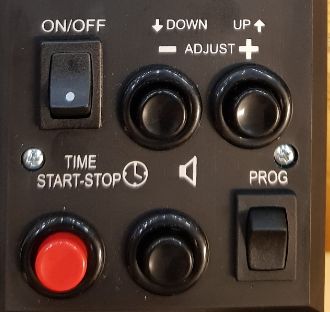 ON/OFF
↓DOWN UP↑
− ADJUST +
TIME
START-STOP
PROG